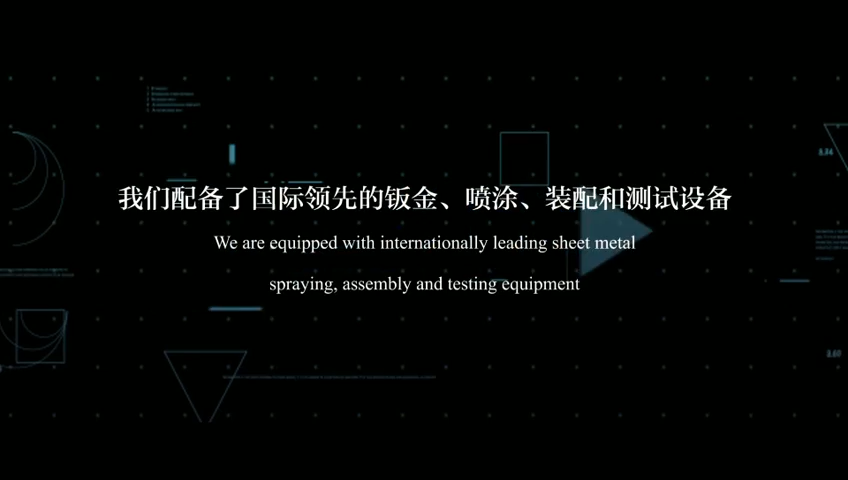 我们配备了国际领先的钣金、喷涂、装配和测试设备
We are equipped with internationally leading sheet metal
spraying, assembly and testing equipment